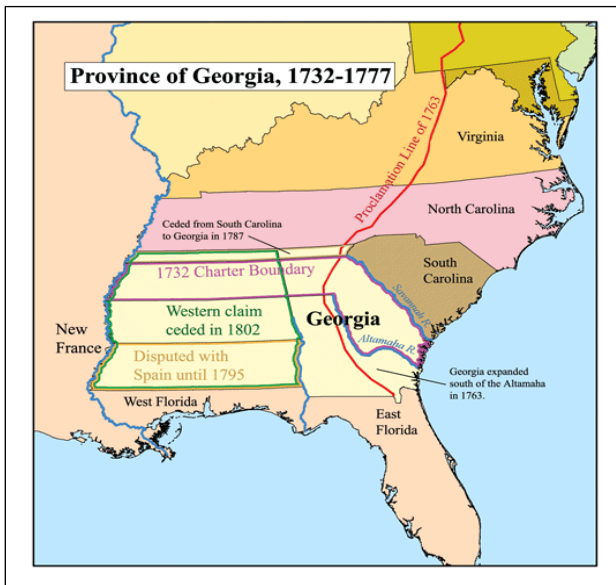 Province of Georgia, 1732-1777
Proclamation Line of 1763
Virginia
North Carolina
Ceded from South Carolina
to Georgia in 1787
South
Carolina
1732 Charter Boundary
Savannah R.
Western claim
ceded in 1802
Georgia
New
France
Altamaha R.
Disputed with
Spain until 1795
Georgia expanded
south of the Altamaha
in 1763.
West Florida
East
Florida